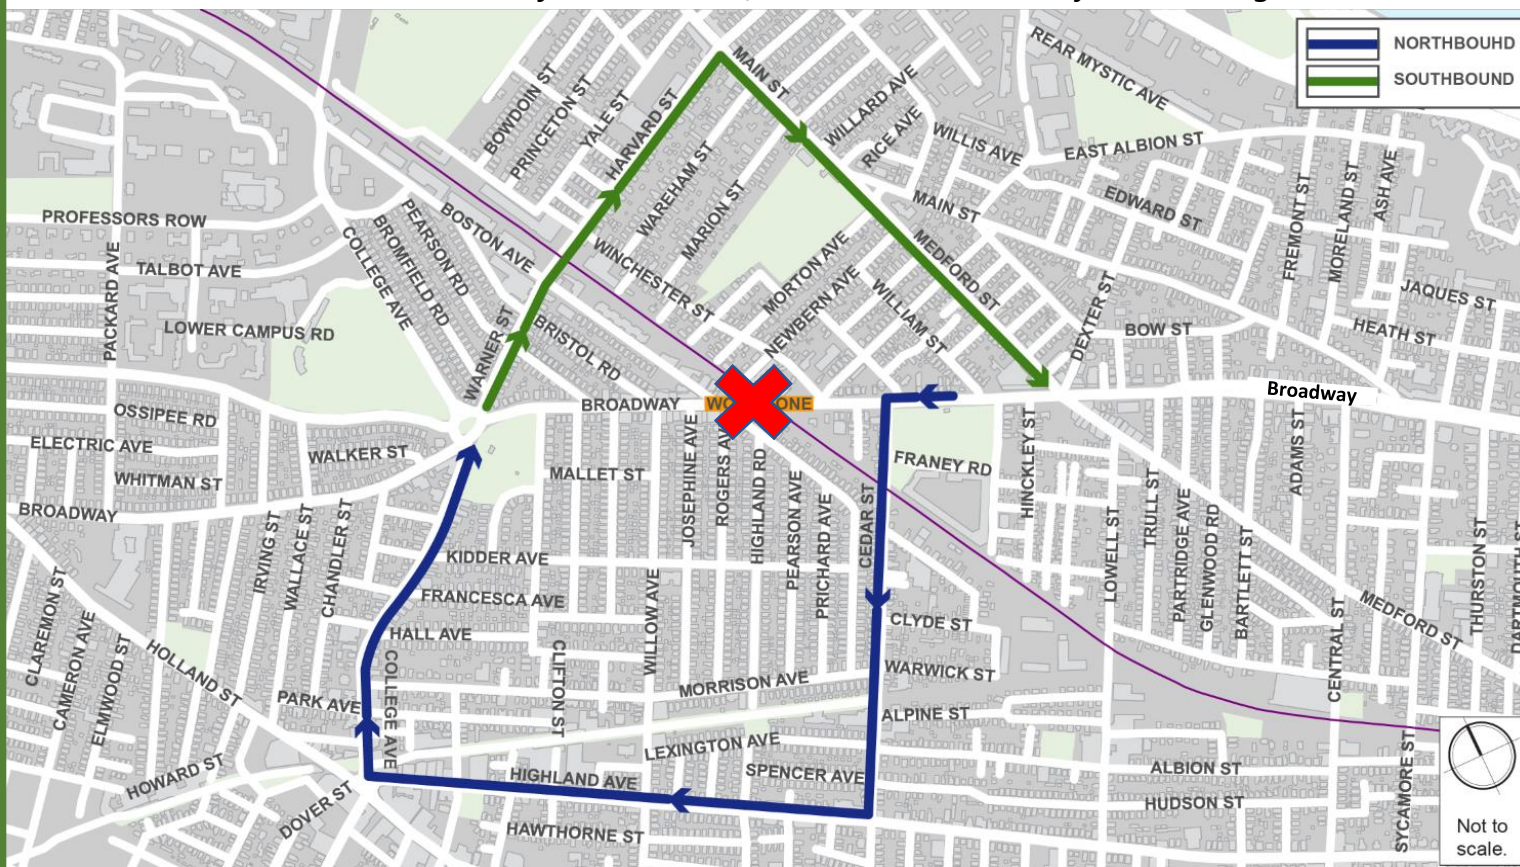 NORTHBOUHD
SOUTHBOUND
MAIN ST
REAR MYSTIC AVE
BOWDOIN ST
PRINCETON ST
YALE ST
HARVARD ST
WILLARD AVE
RICE AVE
WILLIS AVE
EAST ALBION ST
WAREHAM ST
MARION ST
MAIN ST
EDWARD ST
FREMONT ST
MORELAND ST
ASH AVE
PROFESSORS ROW
PEARSON RD
BROMFIELD RD
COLLEGE AVE
BOSTON AVE
WINCHESTER ST
MORTON AVE
NEWBERN AVE
MEDFORD ST
WILLIAM ST
DEXTER ST
JAQUES ST
HEATH ST
BOW ST
TALBOT AVE
PACKARD AVE
LOWER CAMPUS RD
WARNER ST
BRISTOL RD
BROADWAY
Broadway
OSSIPEE RD
ELECTRIC AVE
WHITMAN ST
WALKER ST
BROADWAY
MALLET ST
JOSEPHINE AVE
HIGHLAND RD
PEARSON AVE
PRICHARD AVE
CEDAR ST
FRANEY RD
HINCKLEY ST
LOWELL ST
TRULL ST
PARTRIDGE AVE
GLENWOOD RD
BARTLETT ST
ADAMS ST
CENTRAL ST
MEDFORD ST
THURSTON ST
IRVING ST
WALLACE ST
CHANDLER ST
KIDDER AVE
FRANCESCA AVE
HALL AVE
WILLOW AVE
CLIFTON ST
CLYDE ST
WARWICK ST
CLAREMON ST
CAMERON AVE
ELMWOOD ST
HOLLAND ST
PARK AVE
COLLEGE AVE
MORRISON AVE
ALPINE ST
LEXINGTON AVE
SPENCER AVE
HIGHLAND AVE
HOWARD ST
DOVER ST
HAWTHORNE ST
ALBION ST
HUDSON ST
SYCAMORE ST
Not to
scale.